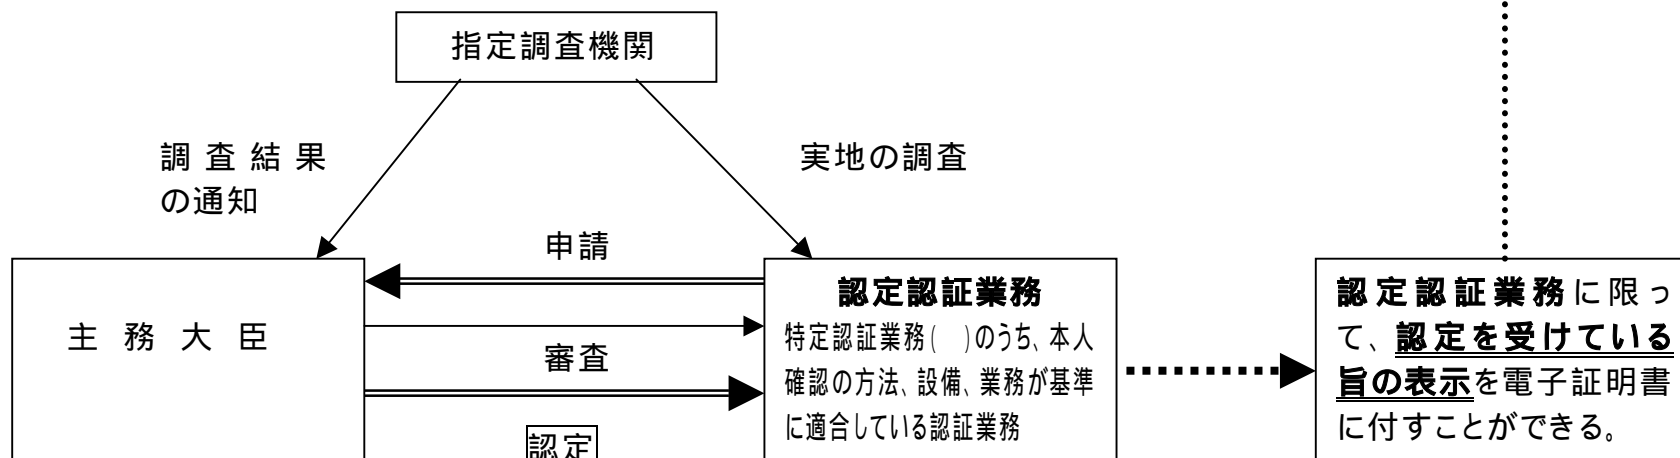 指定調査機関
調査結果
の通知
実地の調査
申請
主務大臣
審査
認定
認定認証業務
特定認証業務( )のうち、本人
確認の方法、設備、業務が基準
に適合している認証業務
認定認証業務に限っ
て、認定を受けている
旨の表示を電子証明書
に付すことができる。